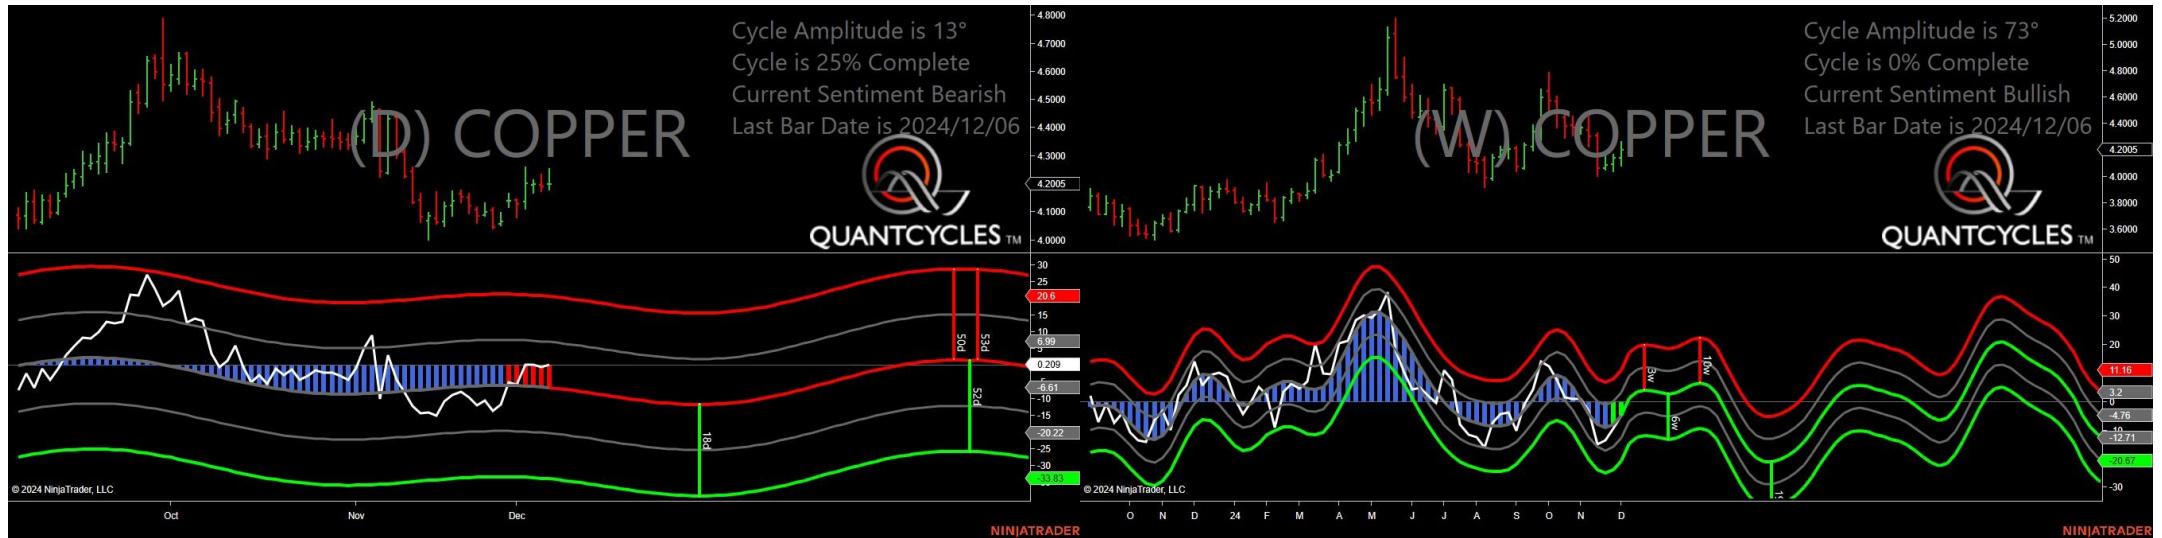 Cycle Amplitude is 13°
Cycle is 25% Complete
Current Sentiment Bearish
Last Bar Date is 2024/12/06
(D) COPPER
QUANTCYCLES TM
4.8000
4.7000
4.6000
4.5000
4.4000
4.3000
4.2005
4.1000
4.0000
30
25
20.6
15
10
6.99
0.209
-6.61
-10
-15
-20.22
-25
-30
-33.83
50d
53d
52d
18d
© 2024 NinjaTrader, LLC
Oct
Nov
Dec
NINJATRADER
Cycle Amplitude is 73°
Cycle is 0% Complete
Current Sentiment Bullish
Last Bar Date is 2024/12/06
(W) COPPER
QUANTCYCLES TM
5.2000
5.0000
4.8000
4.6000
4.4000
4.2005
4.0000
3.8000
3.6000
50
40
30
20
11.16
3.2
0
-4.76
-12.71
-20.67
-30
3w
10w
6w
© 2024 NinjaTrader, LLC
O
N
D
24
F
M
A
M
J
J
A
S
O
N
D
NINJATRADER